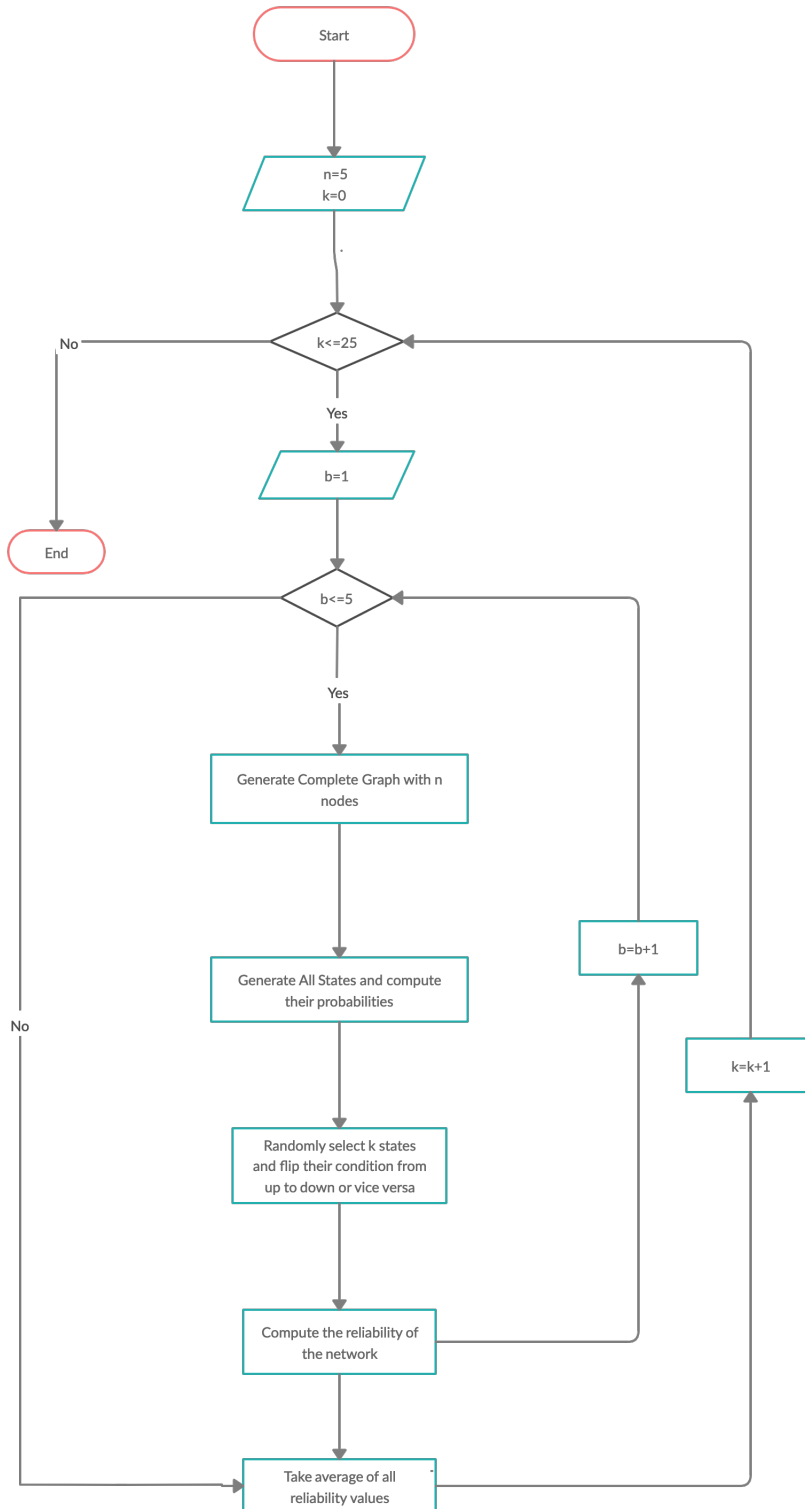 Start
n=5
k=0
k<=25
No
Yes
b=1
End
b<=5
Yes
Generate Complete Graph with n
nodes
b=b+1
Generate All States and compute
their probabilities
No
k=k+1
Randomly select k states
and flip their condition from
up to down or vice versa
Compute the reliability of
the network
Take average of all
reliability values